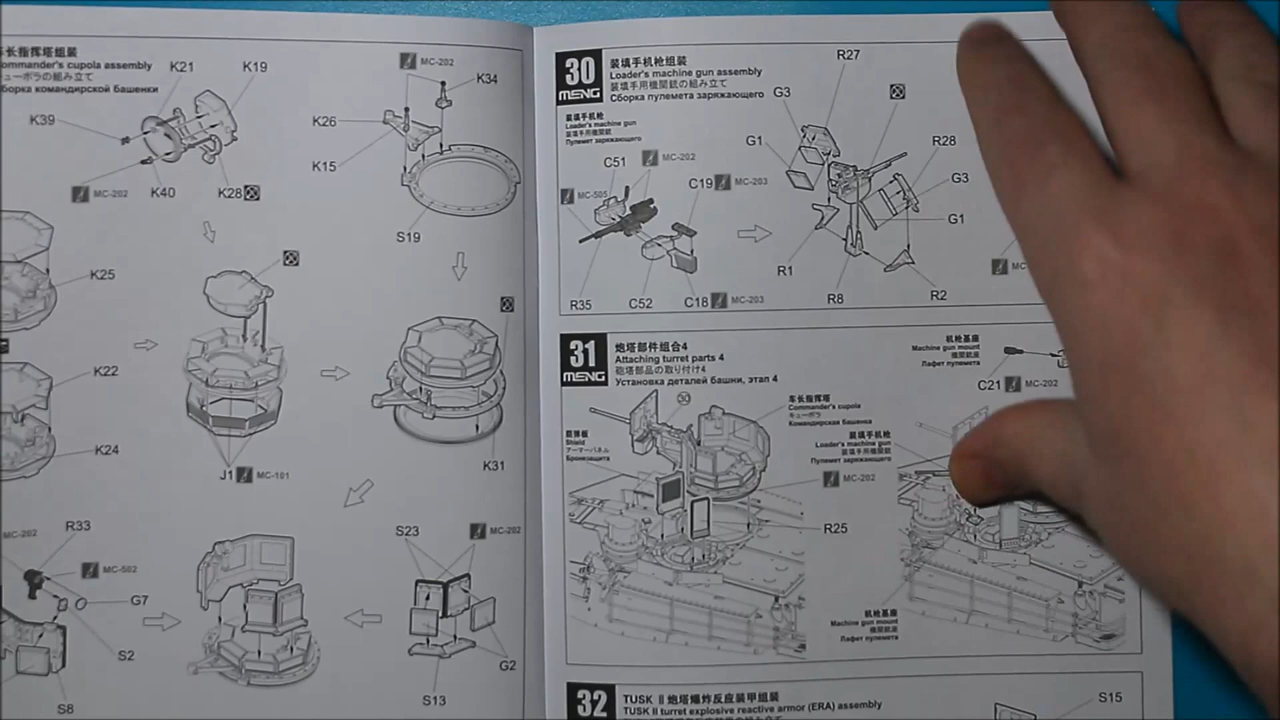 车长指挥塔组装
ommander's cupola assembly
キューポラの組み立て
борка командирской башенки
K21
K19
K39
MC-202
K40
K28
MC-202
K34
K26
K15
S19
K25
K22
K24
J1 MC-101
K31
MC-202
R33
MC-502
G7
S2
S8
S23
MC-202
G2
S13
30
MENG
装填手机枪组装
Loader's machine gun assembly
装填手用機関銃の組み立て
Сборка пулемета заряжающего
装填手机枪
Loader's machine gun
装填手用機関銃
Пулемет заряжающего
C51
MC-202
MC-505
C19 MC-203
R35
C52
C18 MC-203
R27
G3
G1
R28
G3
G1
R1
R8
R2
MC
31
MENG
炮塔部件组合4
Attaching turret parts 4
砲塔部品の取り付け4
Установка деталей башни, этап 4
30
防弹板
Shield
アーマーパネル
Бронезащита
车长指挥塔
Commander's cupola
キューポラ
Командирская башенка
装填手机枪
Loader's machine gun
装填手用機関銃
Пулемет заряжающего
MC-202
R25
机枪基座
Machine gun mount
機関銃座
Лафет пулемета
C21 MC-202
机枪基座
Machine gun mount
機関銃座
Лафет пулемета
32
TUSK II 炮塔爆炸反应装甲组装
TUSK II turret explosive reactive armor (ERA) assembly
S15